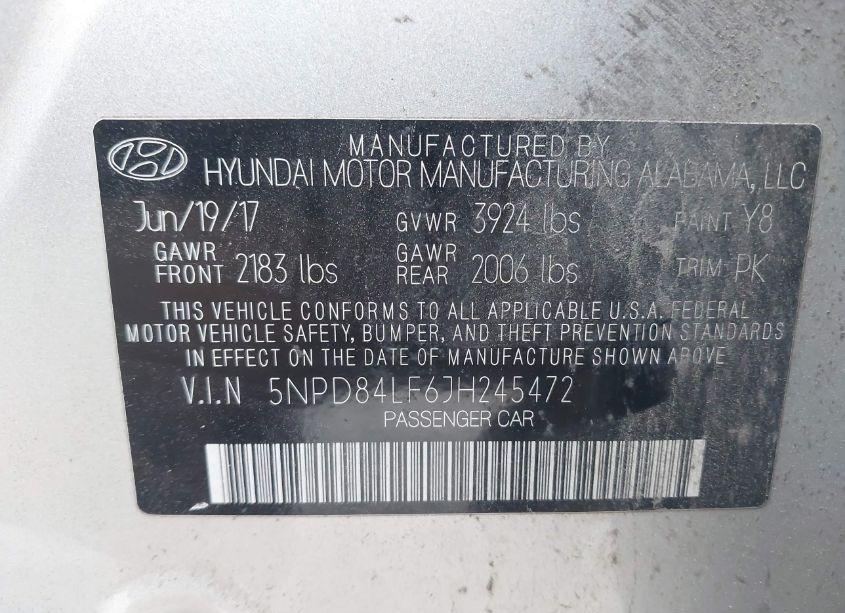 MANUFACTURED BY
HYUNDAI MOTOR MANUFACTURING ALABAMA, LLC
Jun/19/17 GVWR 3924 lbs PAINT Y8
GAWR FRONT 2183 lbs GAWR REAR 2006 lbs TRIM PK
THIS VEHICLE CONFORMS TO ALL APPLICABLE U.S.A. FEDERAL
MOTOR VEHICLE SAFETY, BUMPER, AND THEFT PREVENTION STANDARDS
IN EFFECT ON THE DATE OF MANUFACTURE SHOWN ABOVE
V.I.N 5NPD84LF6JH245472
PASSENGER CAR